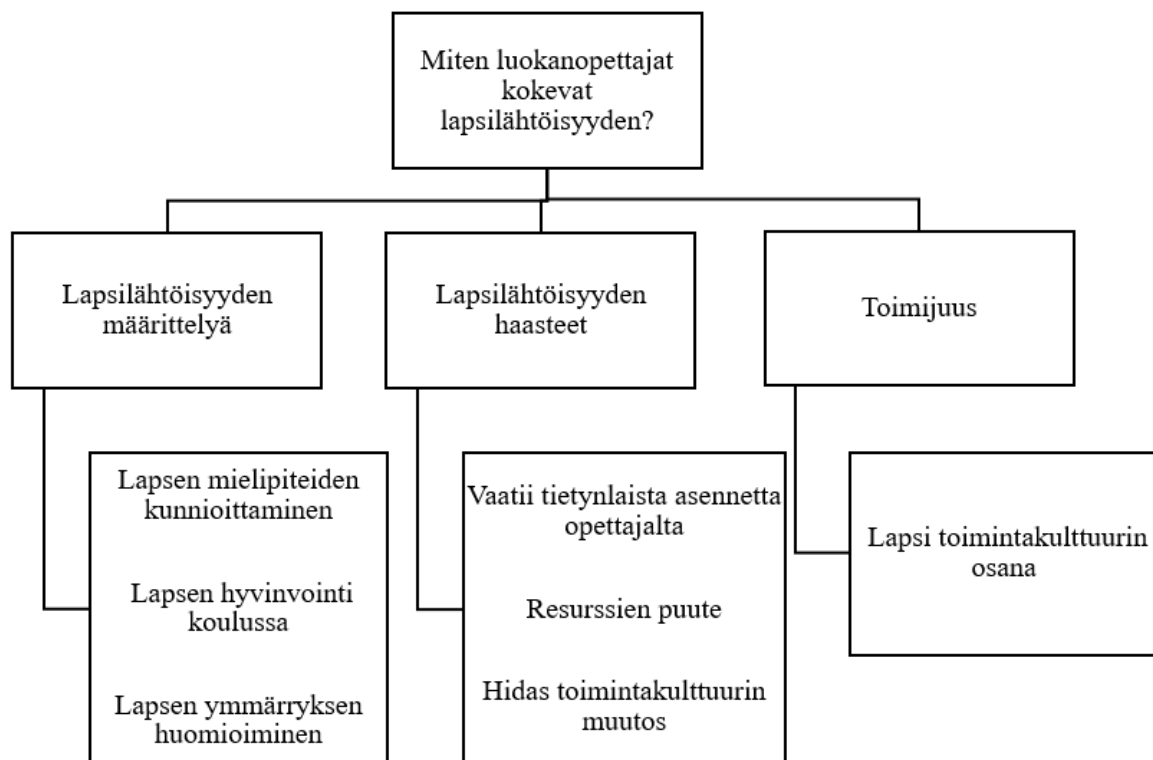 Miten luokanopettajat
kokevat
lapsilähtöisyyden?
Lapsilähtöisyyden
määrittelyä
Lapsilähtöisyyden
haasteet
Toimijuus
Lapsen mielipiteiden
kunnioittaminen
Lapsen hyvinvointi
koulussa
Lapsen ymmärryksen
huomioiminen
Vaatii tietynlaista asennetta
opettajalta
Resurssien puute
Hidas toimintakulttuurin
muutos
Lapsi toimintakulttuurin
osana